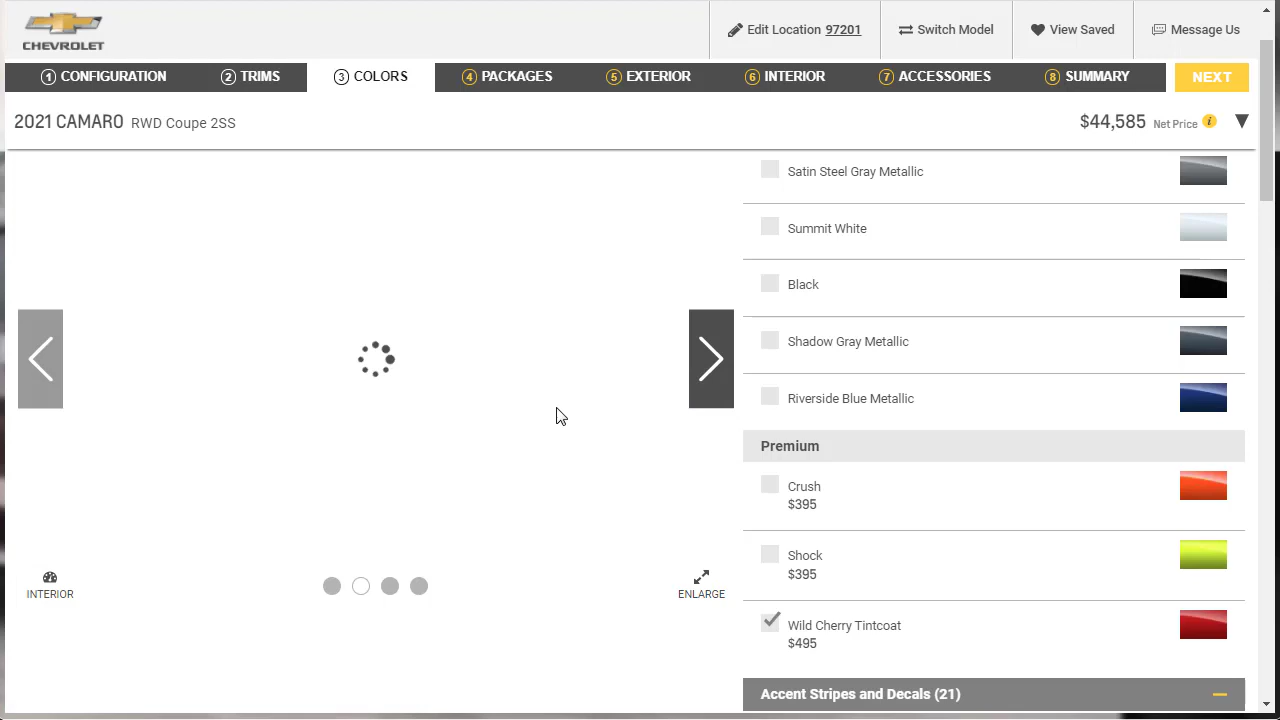 CHEVROLET
Edit Location 97201
Switch Model
View Saved
Message Us
1 CONFIGURATION
2 TRIMS
3 COLORS
4 PACKAGES
5 EXTERIOR
6 INTERIOR
7 ACCESSORIES
8 SUMMARY
NEXT
2021 CAMARO RWD Coupe 2SS
$44,585 Net Price i
Satin Steel Gray Metallic
Summit White
Black
Shadow Gray Metallic
Riverside Blue Metallic
Premium
Crush
$395
Shock
$395
Wild Cherry Tintcoat
$495
INTERIOR
ENLARGE
Accent Stripes and Decals (21)